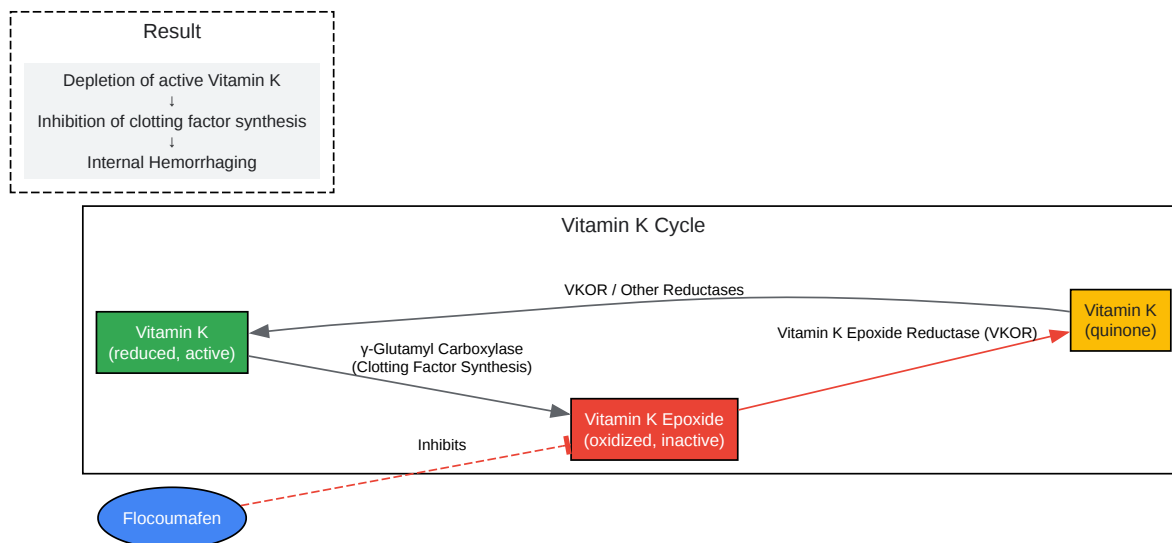 Result
Depletion of active Vitamin K
↓
Inhibition of clotting factor synthesis
↓
Internal Hemorrhaging
Vitamin K Cycle
VKOR / Other Reductases
Vitamin K
(quinone)
Vitamin K Epoxide Reductase (VKOR)
Vitamin K
(reduced, active)
γ-Glutamyl Carboxylase
(Clotting Factor Synthesis)
Vitamin K Epoxide
(oxidized, inactive)
Inhibits
Flocoumafen